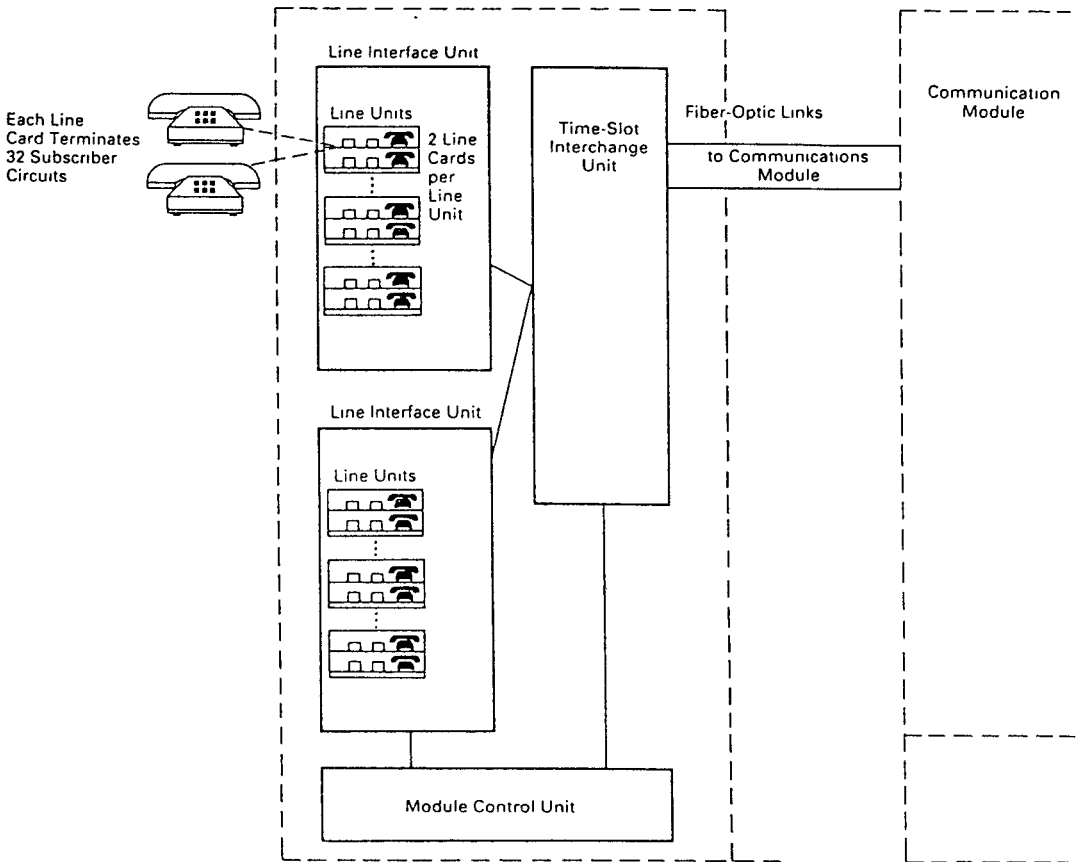 Line Interface Unit
Each Line
Card Terminates
32 Subscriber
Circuits
Line Units
2 Line
Cards
per
Line
Unit
Time-Slot
Interchange
Unit
Fiber-Optic Links
to Communications
Module
Communication
Module
Line Interface Unit
Line Units
Module Control Unit